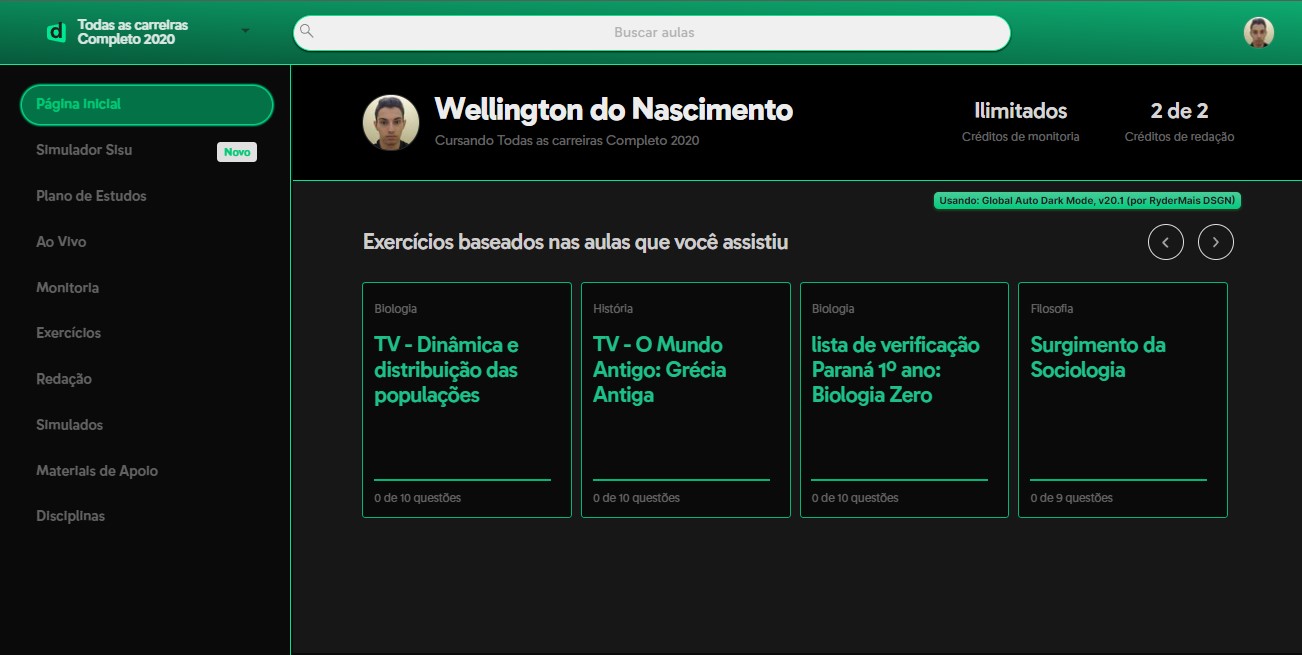 Todas as carreiras
Completo 2020
Buscar aulas
Página Inicial
Simulador Sisu
Novo
Plano de Estudos
Ao Vivo
Monitoria
Exercícios
Redação
Simulados
Materiais de Apoio
Disciplinas
Wellington do Nascimento
Cursando Todas as carreiras Completo 2020
Ilimitados
Créditos de monitoria
2 de 2
Créditos de redação
Usando: Global Auto Dark Mode, v20.1 (por RyderMais DSGN)
Exercícios baseados nas aulas que você assistiu
Biologia
TV - Dinâmica e
distribuição das
populações
0 de 10 questões
História
TV - O Mundo
Antigo: Grécia
Antiga
0 de 10 questões
Biologia
lista de verificação
Paraná 1º ano:
Biologia Zero
0 de 10 questões
Filosofia
Surgimento da
Sociologia
0 de 9 questões